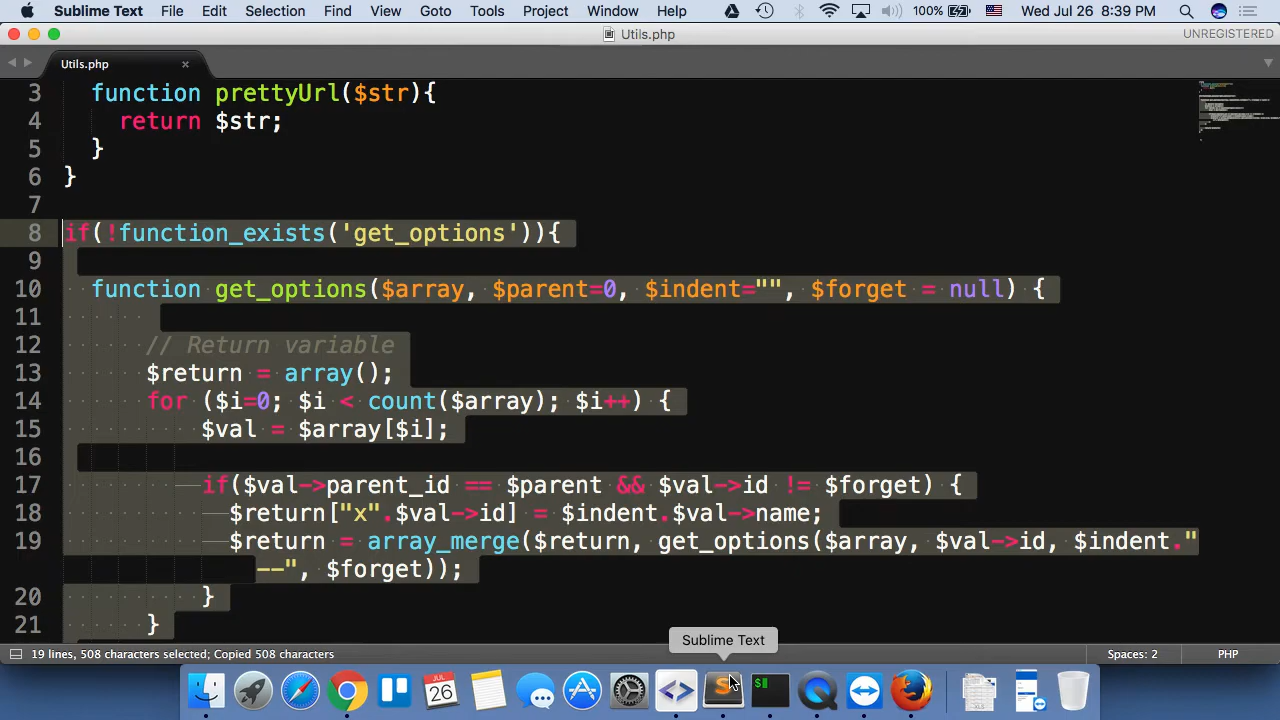 Sublime Text File Edit Selection Find View Goto Tools Project Window Help 100% Wed Jul 26 8:39 PM
Utils.php UNREGISTERED
Utils.php ×
3 function prettyUrl($str){
4 return $str;
5 }
6 }
7
8 if(!function_exists('get_options')){
9
10 function get_options($array, $parent=0, $indent="", $forget = null) {
11
12 // Return variable
13 $return = array();
14 for ($i=0; $i < count($array); $i++) {
15 $val = $array[$i];
16
17 if($val->parent_id == $parent && $val->id != $forget) {
18 $return["x".$val->id] = $indent.$val->name;
19 $return = array_merge($return, get_options($array, $val->id, $indent."
--", $forget));
20 }
21 }
Sublime Text
19 lines, 508 characters selected; Copied 508 characters Spaces: 2 PHP
JUL
26
S
$
XLS